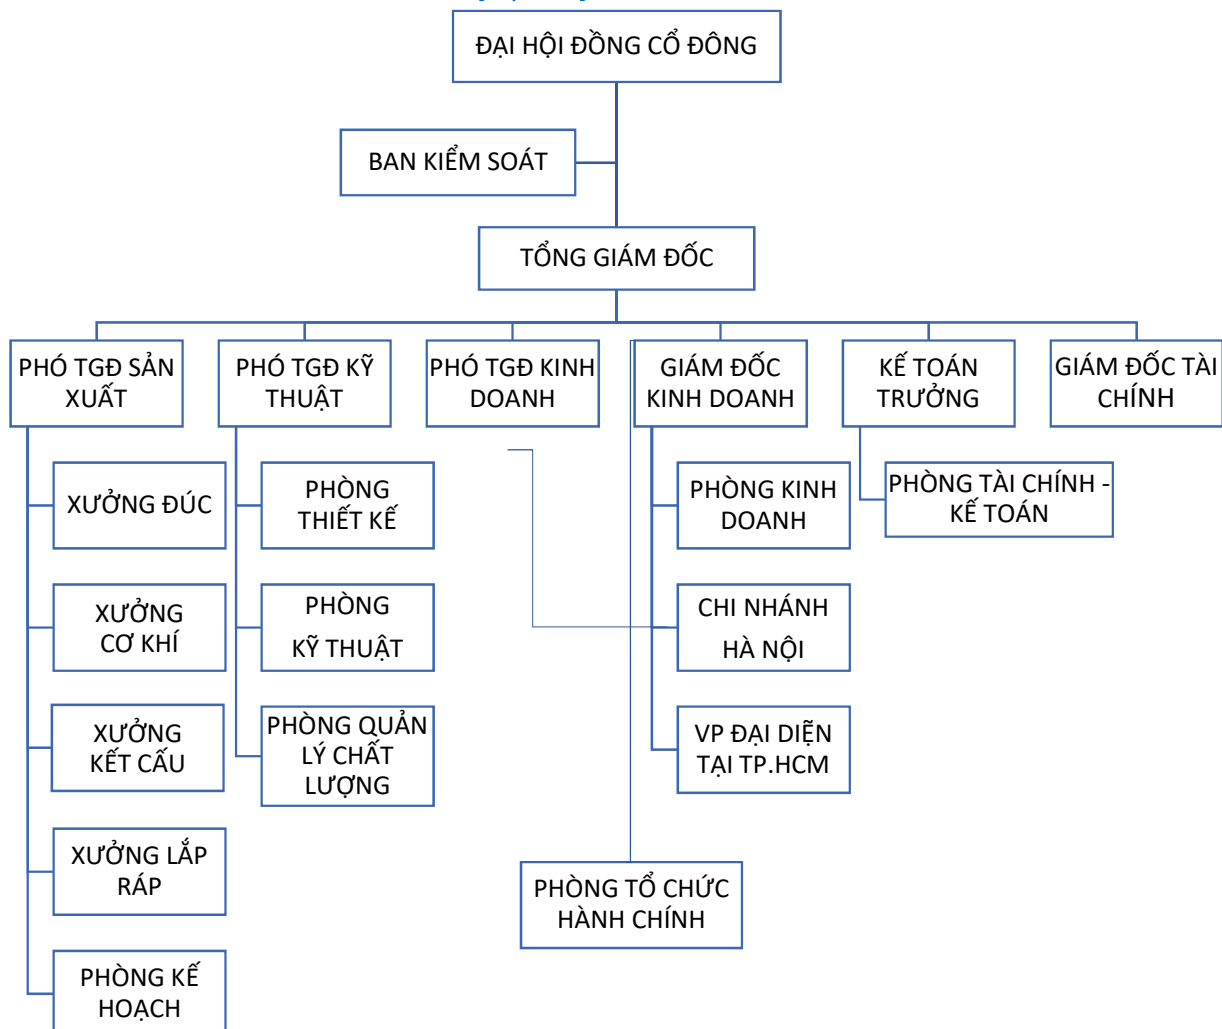 ĐẠI HỘI ĐỒNG CỔ ĐÔNG
BAN KIỂM SOÁT
TỔNG GIÁM ĐỐC
PHÓ TGĐ SẢN
XUẤT
PHÓ TGĐ KỸ
THUẬT
PHÓ TGĐ KINH
DOANH
GIÁM ĐỐC
KINH DOANH
KẾ TOÁN
TRƯỞNG
GIÁM ĐỐC TÀI
CHÍNH
XƯỞNG ĐÚC
PHÒNG
THIẾT KẾ
PHÒNG KINH
DOANH
PHÒNG TÀI CHÍNH -
KẾ TOÁN
XƯỞNG
CƠ KHÍ
PHÒNG
KỸ THUẬT
CHI NHÁNH
HÀ NỘI
XƯỞNG
KẾT CẤU
PHÒNG QUẢN
LÝ CHẤT
LƯỢNG
VP ĐẠI DIỆN
TẠI TP.HCM
XƯỞNG LẮP
RÁP
PHÒNG TỔ CHỨC
HÀNH CHÍNH
PHÒNG KẾ
HOẠCH